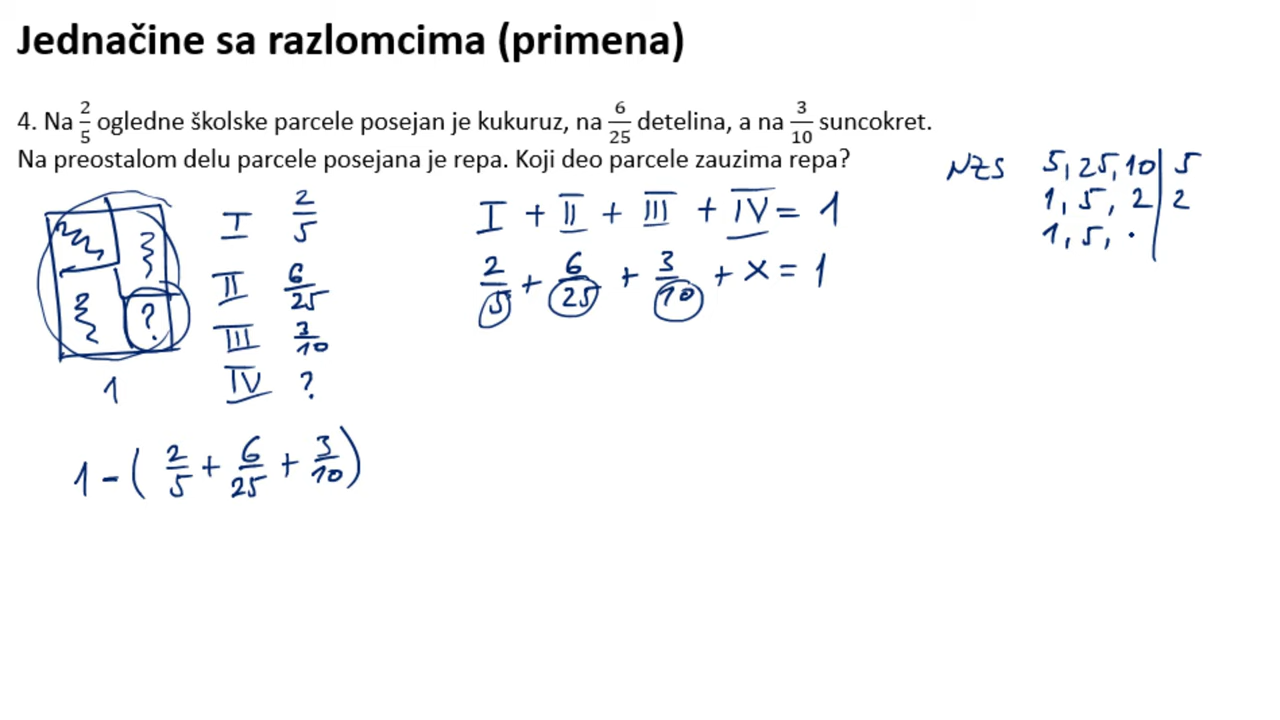 Jednačine sa razlomcima (primena)
4. Na 2/5 ogledne školske parcele posejan je kukuruz, na 6/25 detelina, a na 3/10 suncokret.
Na preostalom delu parcele posejana je repa. Koji deo parcele zauzima repa?
NZS 5, 25, 10 | 5
1, 5, 2 | 2
1, 5, ·
?
1
I 2/5
II 6/25
III 3/10
IV ?
I + II + III + IV = 1
2/5 + 6/25 + 3/10 + x = 1
1 - ( 2/5 + 6/25 + 3/10 )